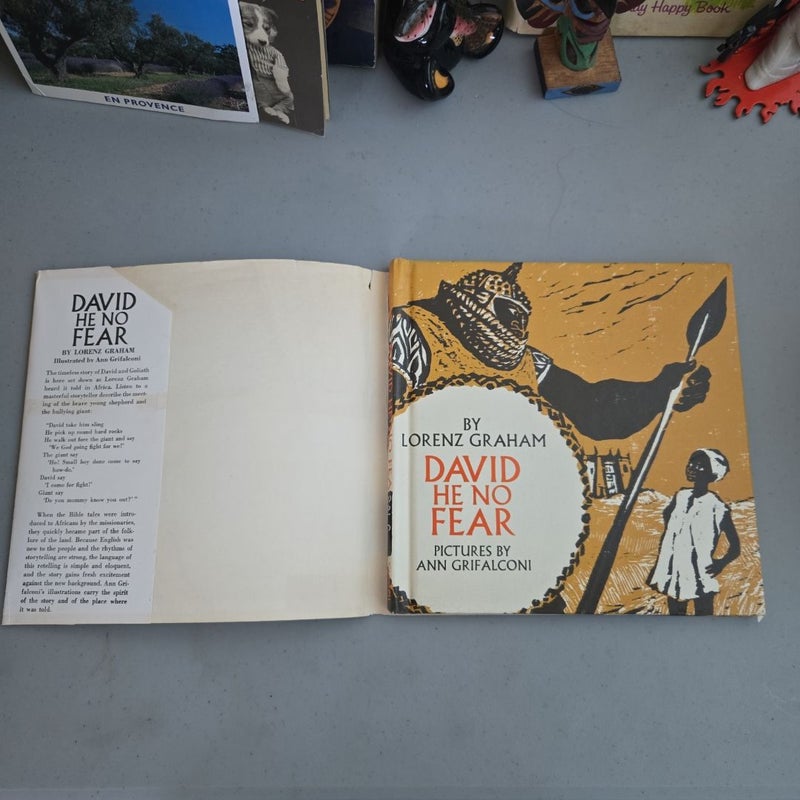 EN PROVENCE
Happy Book
DAVID
HE NO
FEAR
BY LORENZ GRAHAM
Illustrated by Ann Grifalconi
The timeless story of David and Goliath
is here set down as Lorenz Graham
heard it told in Africa. Listen to a
masterful storyteller describe the meet-
ing of the brave young shepherd and
the bullying giant:
"David take him sling
He pick up round hard rocks
He walk out fore the giant and say
'We God going fight for we!'
The giant say
'Ho! Small boy done come to say
how-do.'
David say
'I come for fight!'
Giant say
'Do you mommy know you out?'"
When the Bible tales were intro-
duced to Africans by the missionaries,
they quickly became part of the folk-
lore of the land. Because English was
new to the people and the rhythms of
storytelling are strong, the language of
this retelling is simple and eloquent,
and the story gains fresh excitement
against the new background. Ann Gri-
falconi's illustrations carry the spirit
of the story and of the place where
it was told.
BY
LORENZ GRAHAM
DAVID
HE NO
FEAR
PICTURES BY
ANN GRIFALCONI